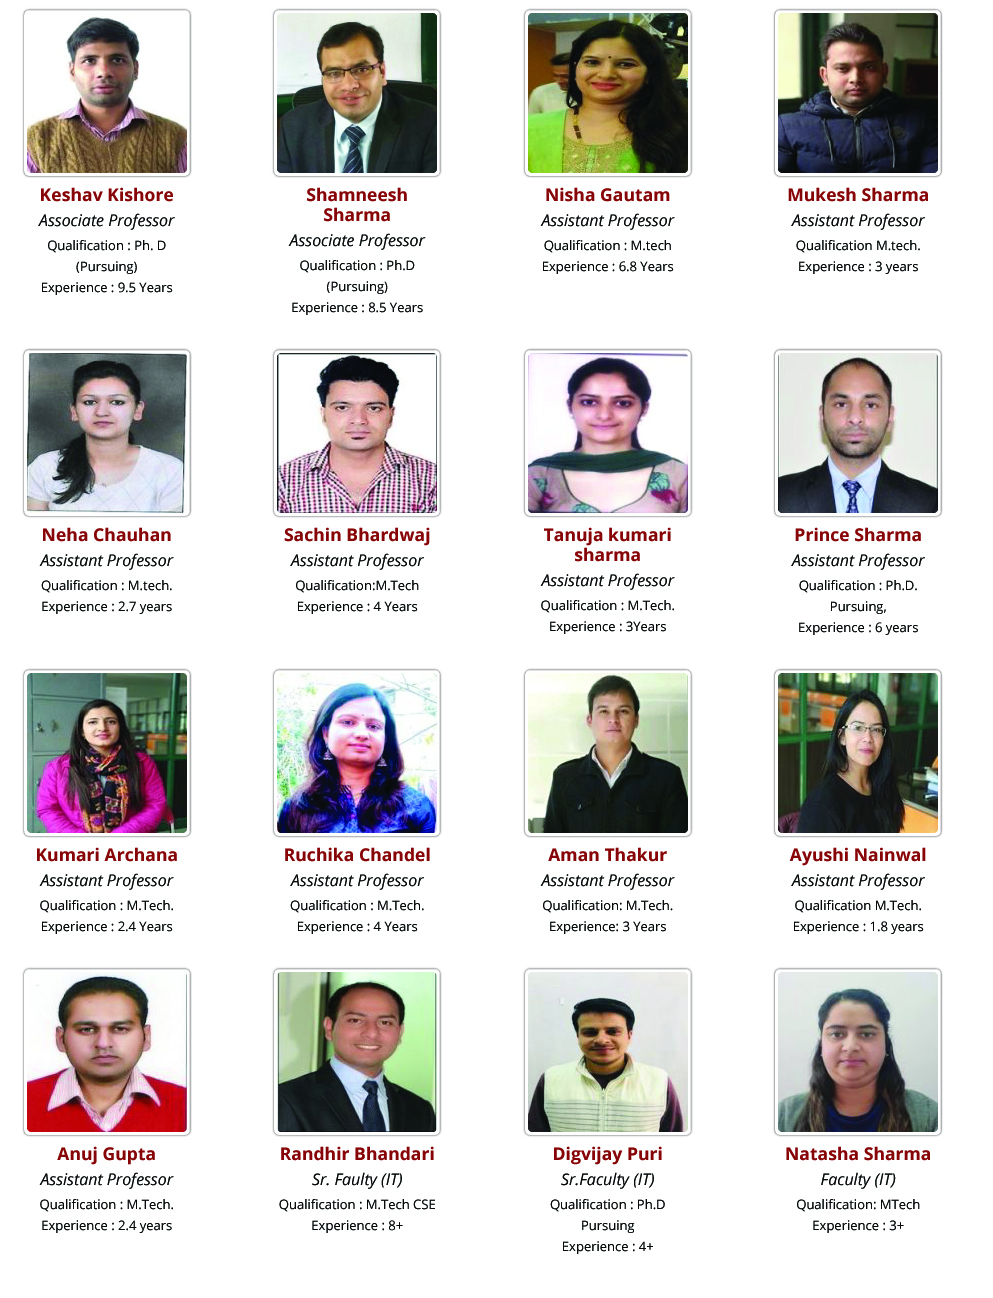 Keshav Kishore
Associate Professor
Qualification : Ph. D
(Pursuing)
Experience : 9.5 Years
Shamneesh
Sharma
Associate Professor
Qualification : Ph.D
(Pursuing)
Experience : 8.5 Years
Nisha Gautam
Assistant Professor
Qualification : M.tech
Experience : 6.8 Years
Mukesh Sharma
Assistant Professor
Qualification M.tech.
Experience : 3 years
Neha Chauhan
Assistant Professor
Qualification : M.tech.
Experience : 2.7 years
Sachin Bhardwaj
Assistant Professor
Qualification:M.Tech
Experience : 4 Years
Tanuja kumari
sharma
Assistant Professor
Qualification : M.Tech.
Experience : 3Years
Prince Sharma
Assistant Professor
Qualification : Ph.D.
Pursuing,
Experience : 6 years
Kumari Archana
Assistant Professor
Qualification : M.Tech.
Experience : 2.4 Years
Ruchika Chandel
Assistant Professor
Qualification : M.Tech.
Experience : 4 Years
Aman Thakur
Assistant Professor
Qualification: M.Tech.
Experience: 3 Years
Ayushi Nainwal
Assistant Professor
Qualification M.Tech.
Experience : 1.8 years
Anuj Gupta
Assistant Professor
Qualification : M.Tech.
Experience : 2.4 years
Randhir Bhandari
Sr. Faulty (IT)
Qualification : M.Tech CSE
Experience : 8+
Digvijay Puri
Sr.Faculty (IT)
Qualification : Ph.D
Pursuing
Experience : 4+
Natasha Sharma
Faculty (IT)
Qualification: MTech
Experience : 3+